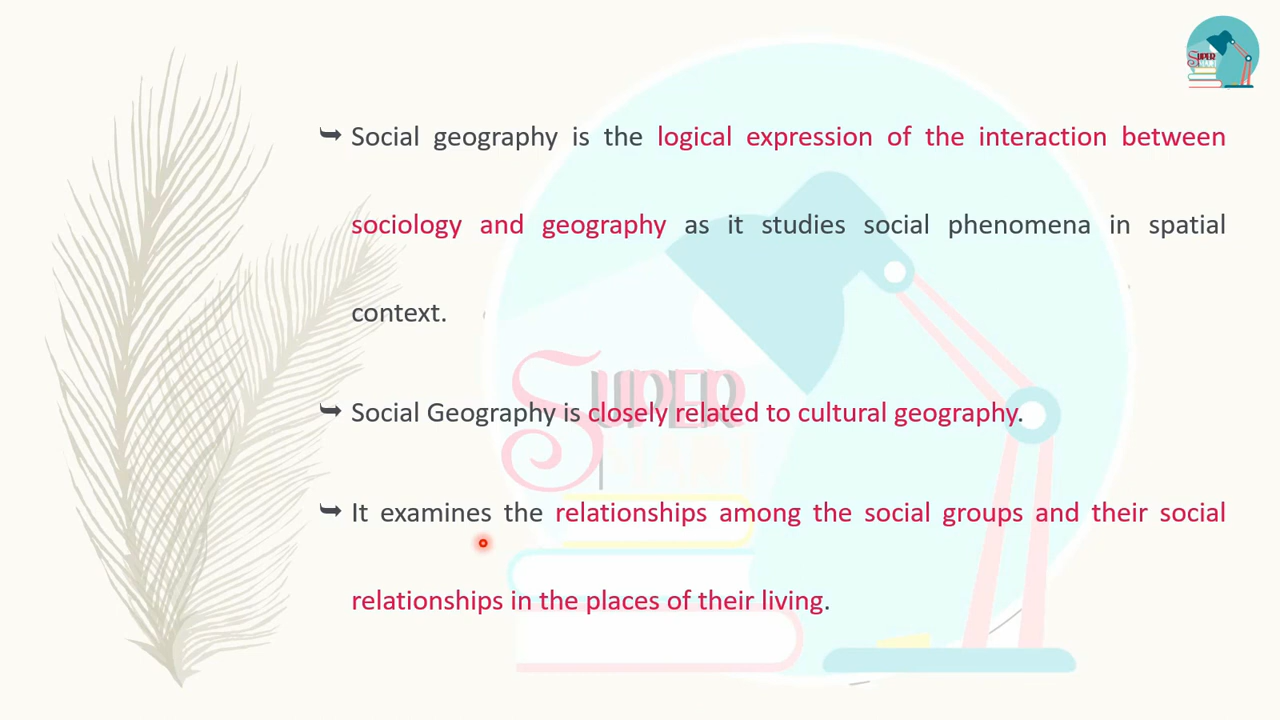 Social geography is the logical expression of the interaction between
sociology and geography as it studies social phenomena in spatial
context.
Social Geography is closely related to cultural geography.
It examines the relationships among the social groups and their social
relationships in the places of their living.
SUPER
SUPER